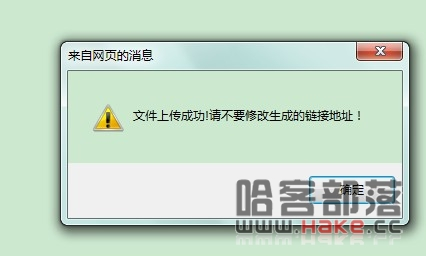 来自网页的消息
文件上传成功!请不要修改生成的链接地址！
确定
哈客部落
www.Hake.cc